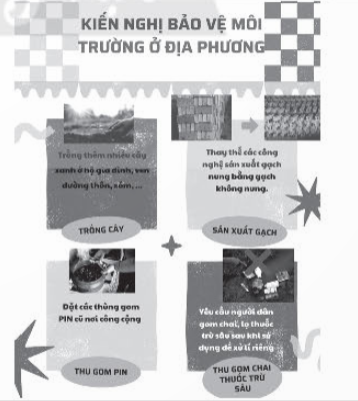 KIẾN NGHỊ BẢO VỆ MÔI
TRƯỜNG Ở ĐỊA PHƯƠNG
Trồng thêm nhiều cây
xanh ở hộ gia đình, ven
đường thôn, xóm, ...
TRỒNG CÂY
Thay thế các công
nghệ sản xuất gạch
nung bằng gạch
không nung.
SẢN XUẤT GẠCH
Đặt các thùng gom
PIN cũ nơi công cộng
THU GOM PIN
Yêu cầu người dân
gom chai, lọ thuốc
trừ sâu sau khi sử
dụng để xử lí riêng
THU GOM CHAI
THUỐC TRỪ
SÂU